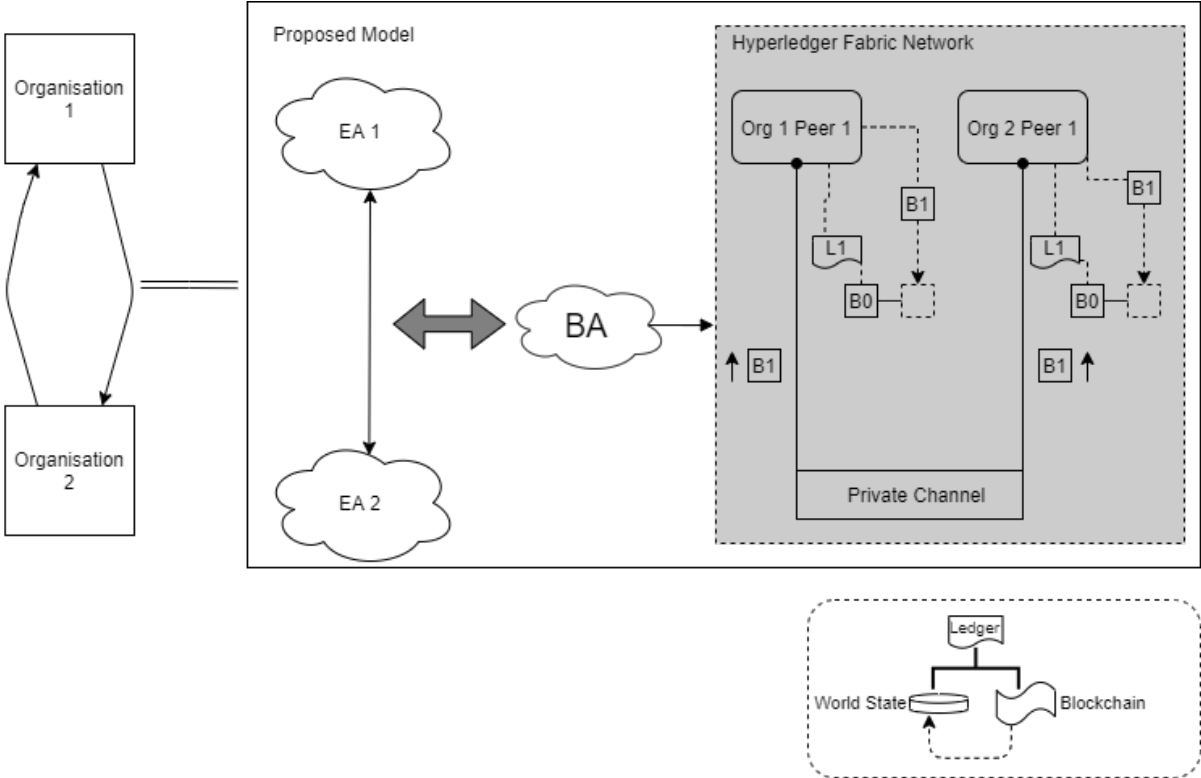 Organisation
1
Organisation
2
Proposed Model
EA 1
EA 2
BA
Hyperledger Fabric Network
Org 1 Peer 1
Org 2 Peer 1
B1
B1
L1
L1
B0
B0
B1
B1
Private Channel
Ledger
World State
Blockchain